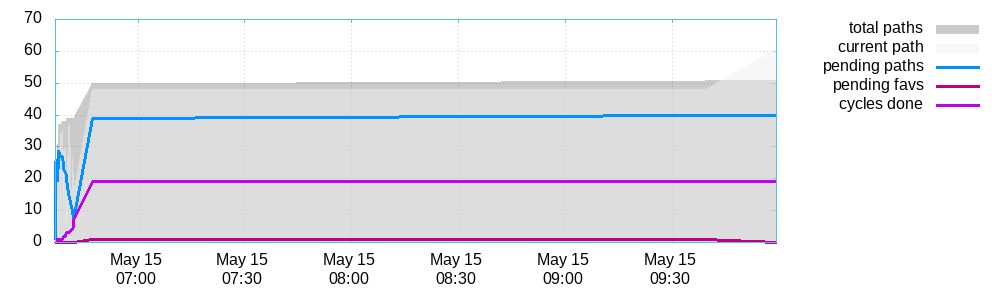 70
60
50
40
30
20
10
0
May 15 May 15 May 15 May 15 May 15 May 15
07:00 07:30 08:00 08:30 09:00 09:30
total paths
current path
pending paths
pending favs
cycles done